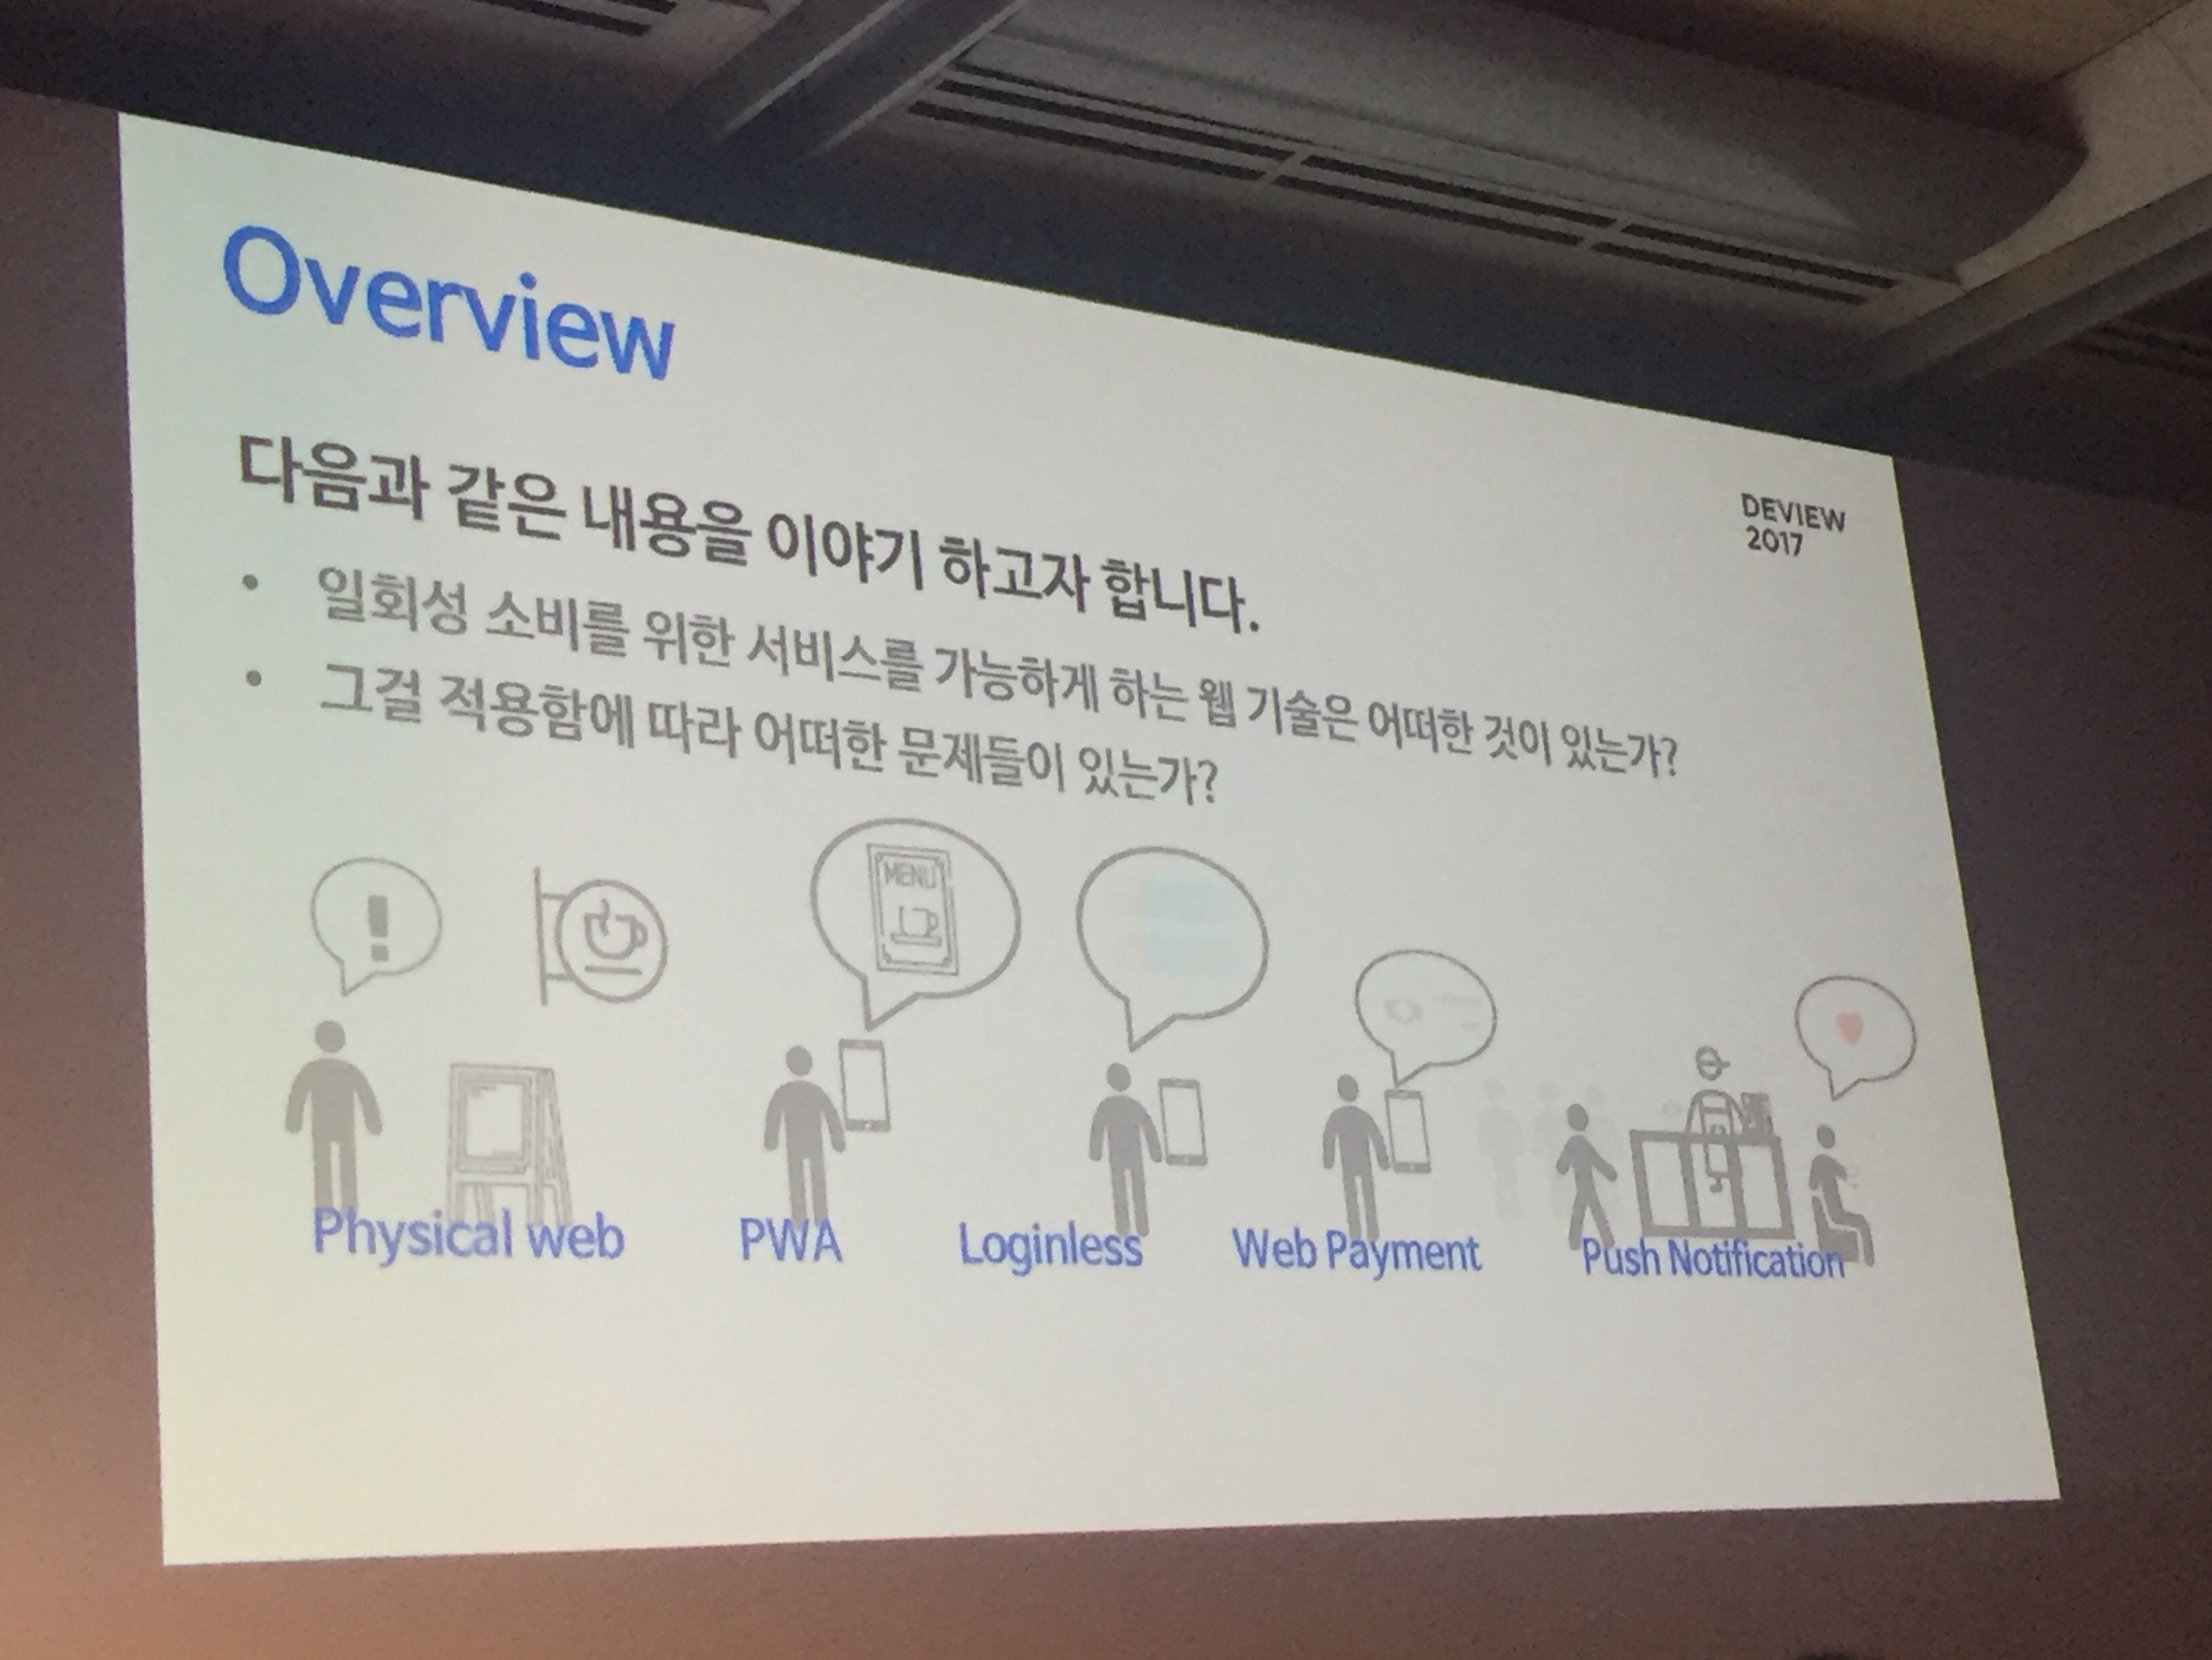 Overview
DEVIEW
2017
다음과 같은 내용을 이야기 하고자 합니다.
• 일회성 소비를 위한 서비스를 가능하게 하는 웹 기술은 어떠한 것이 있는가?
• 그걸 적용함에 따라 어떠한 문제들이 있는가?
MENU
Physical web
PWA
Loginless
Web Payment
Push Notification